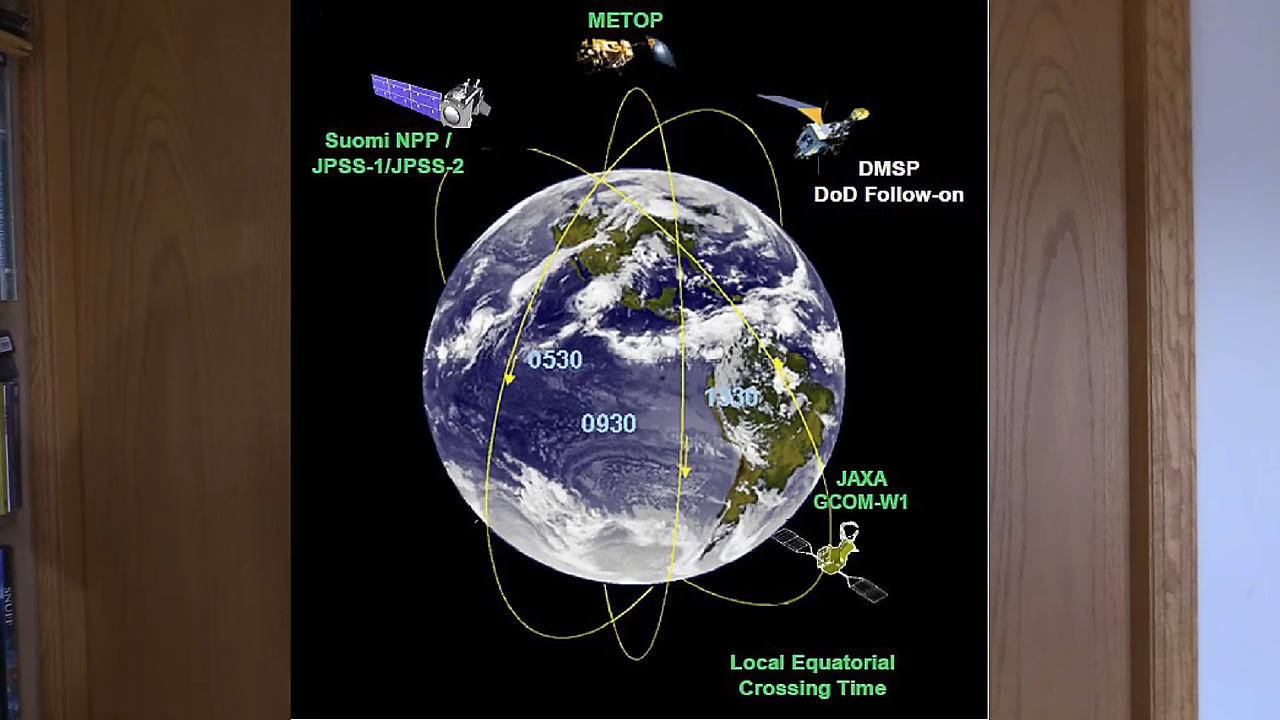 METOP
Suomi NPP /
JPSS-1/JPSS-2
DMSP
DoD Follow-on
0530
1330
0930
JAXA
GCOM-W1
Local Equatorial
Crossing Time
SNUFF